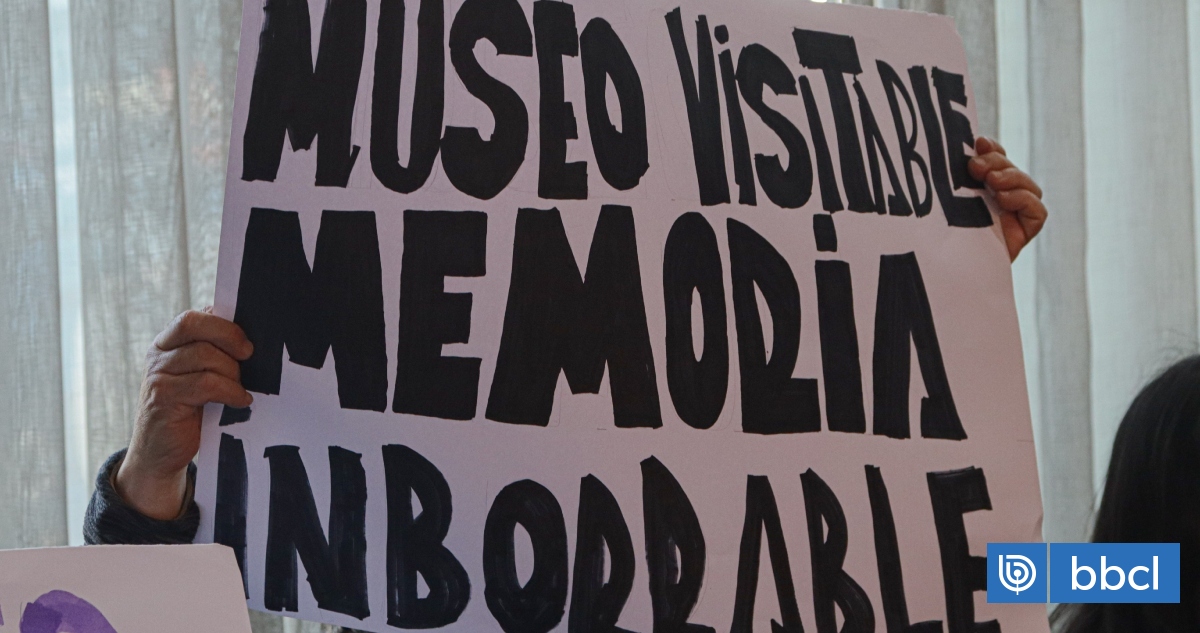 MUSEO VISITABLE
MEMORIA
INBORRABLE
bbcl